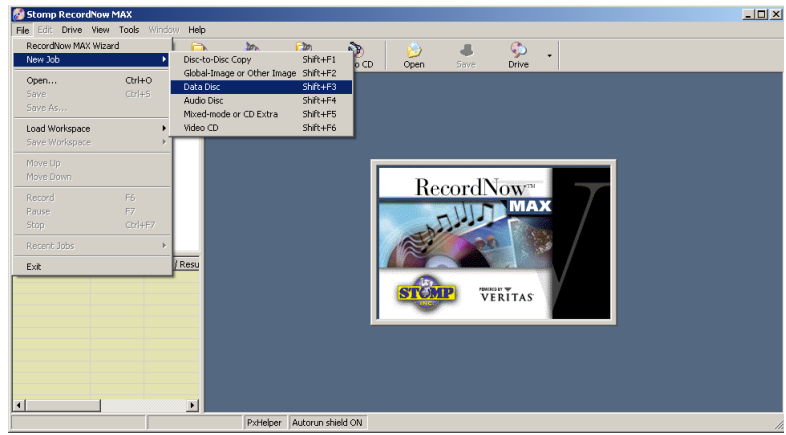 Stomp RecordNow MAX
File Edit Drive View Tools Window Help
RecordNow MAX Wizard
New Job
Open... Ctrl+O
Save Ctrl+S
Save As...
Load Workspace
Save Workspace
Move Up
Move Down
Record F6
Pause F7
Stop Ctrl+F7
Recent Jobs
Exit
Disc-to-Disc Copy Shift+F1
Global-Image or Other Image Shift+F2
Data Disc Shift+F3
Audio Disc Shift+F4
Mixed-mode or CD Extra Shift+F5
Video CD Shift+F6
CD Open Save Drive
/ Resu
RecordNow™
MAX
STOMP
INC
POWERED BY
VERITAS
PxHelper Autorun shield ON